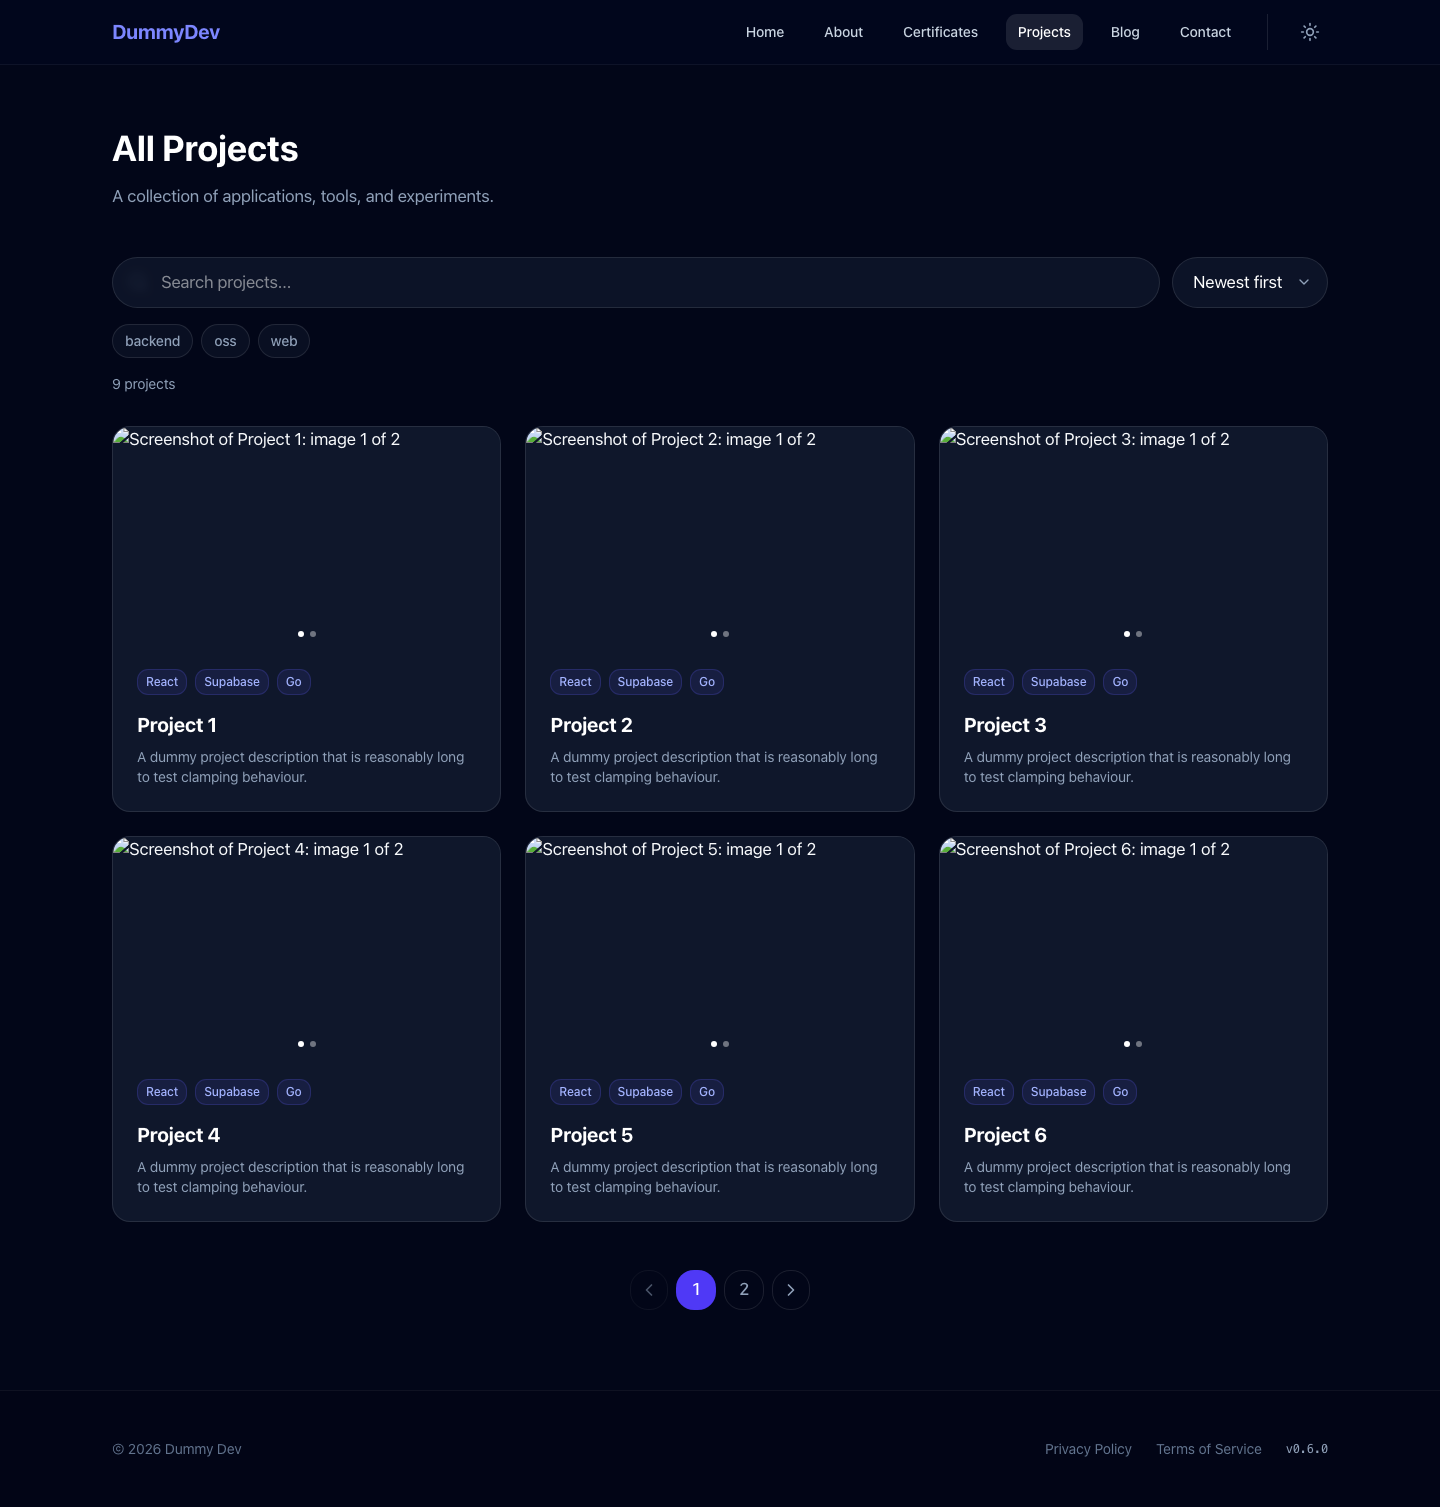 DummyDev
Home About Certificates Projects Blog Contact
All Projects
A collection of applications, tools, and experiments.
Search projects...
Newest first
backend oss web
9 projects
Screenshot of Project 1: image 1 of 2
React Supabase Go
Project 1
A dummy project description that is reasonably long
to test clamping behaviour.
Screenshot of Project 2: image 1 of 2
React Supabase Go
Project 2
A dummy project description that is reasonably long
to test clamping behaviour.
Screenshot of Project 3: image 1 of 2
React Supabase Go
Project 3
A dummy project description that is reasonably long
to test clamping behaviour.
Screenshot of Project 4: image 1 of 2
React Supabase Go
Project 4
A dummy project description that is reasonably long
to test clamping behaviour.
Screenshot of Project 5: image 1 of 2
React Supabase Go
Project 5
A dummy project description that is reasonably long
to test clamping behaviour.
Screenshot of Project 6: image 1 of 2
React Supabase Go
Project 6
A dummy project description that is reasonably long
to test clamping behaviour.
1 2
© 2026 Dummy Dev
Privacy Policy Terms of Service v0.6.0